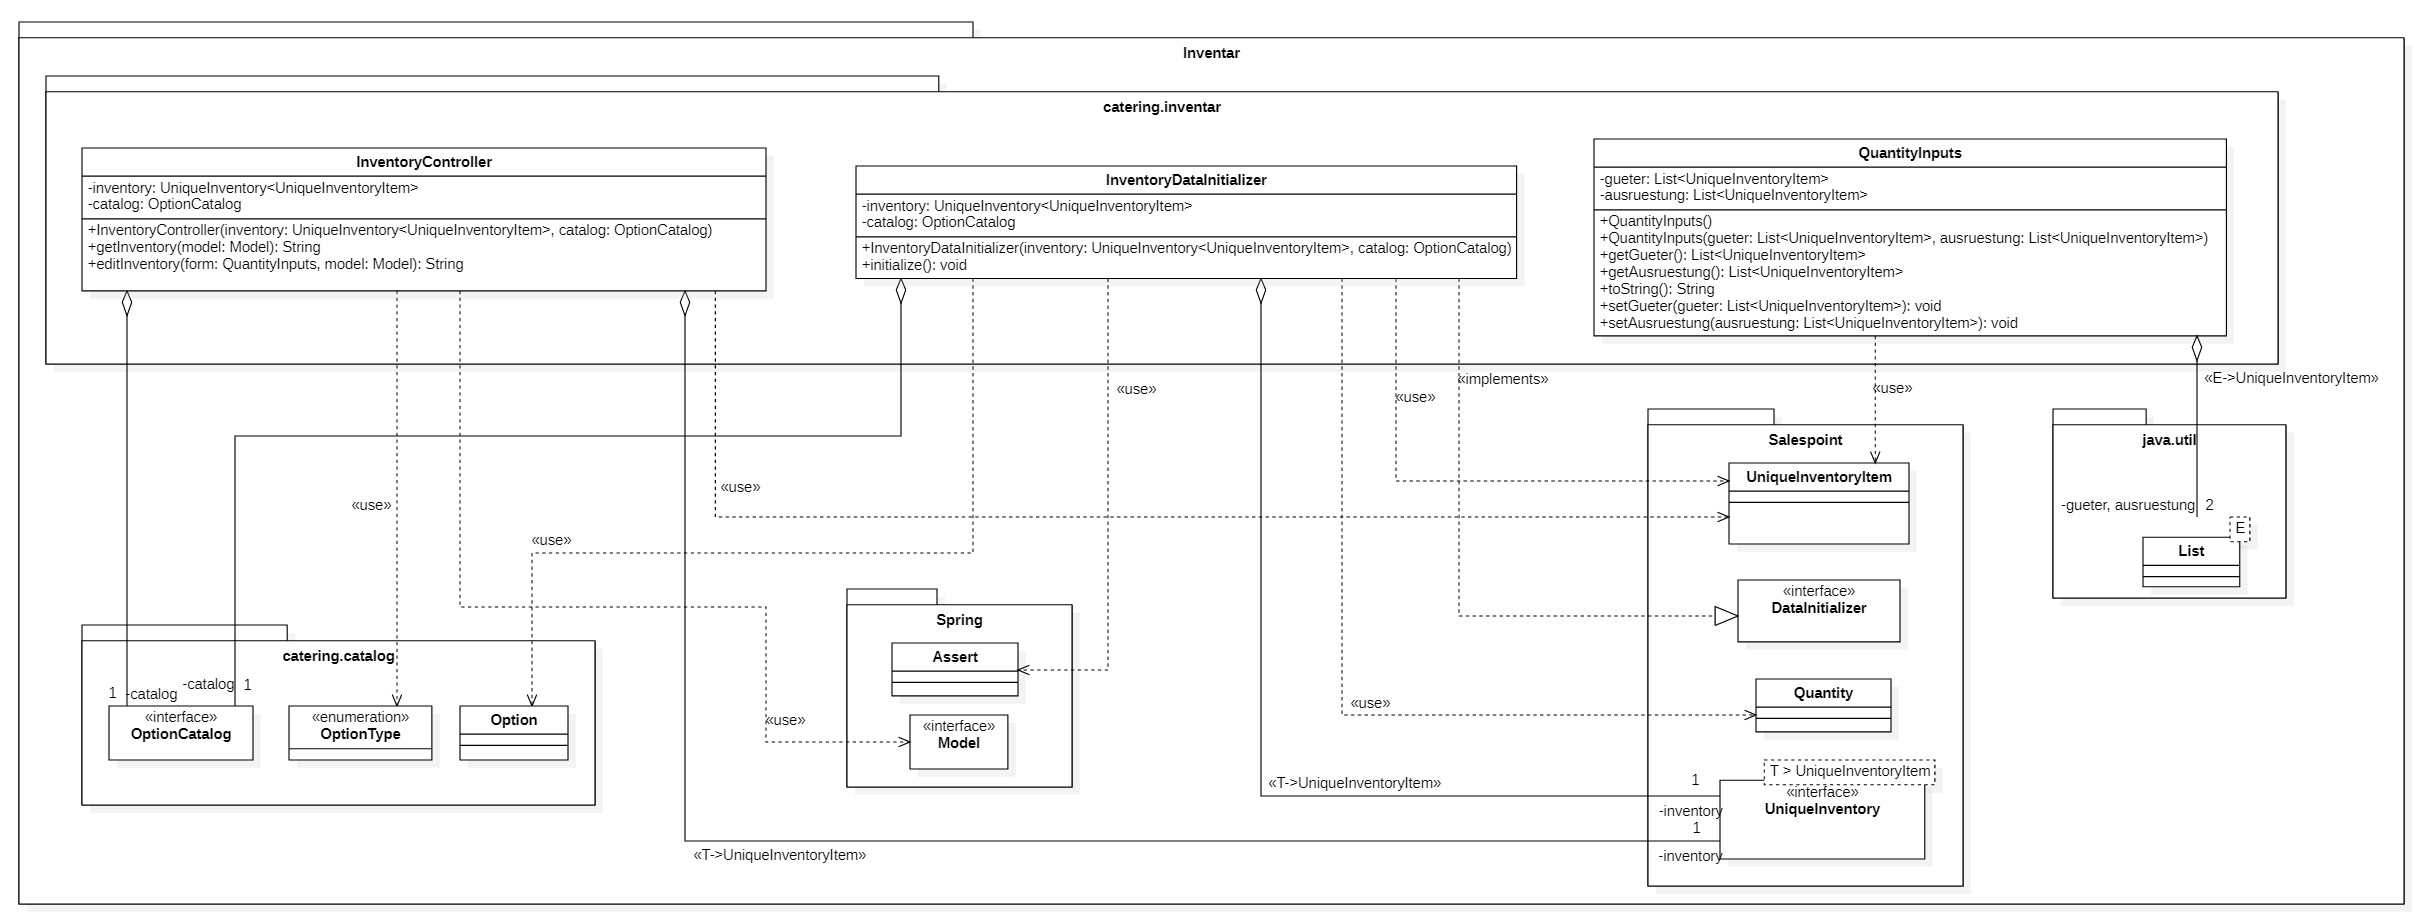 Inventar
catering.inventar
InventoryController
-inventory: UniqueInventory<UniqueInventoryItem>
-catalog: OptionCatalog
+InventoryController(inventory: UniqueInventory<UniqueInventoryItem>, catalog: OptionCatalog)
+getInventory(model: Model): String
+editInventory(form: QuantityInputs, model: Model): String
InventoryDataInitializer
-inventory: UniqueInventory<UniqueInventoryItem>
-catalog: OptionCatalog
+InventoryDataInitializer(inventory: UniqueInventory<UniqueInventoryItem>, catalog: OptionCatalog)
+initialize(): void
QuantityInputs
-gueter: List<UniqueInventoryItem>
-ausruestung: List<UniqueInventoryItem>
+QuantityInputs()
+QuantityInputs(gueter: List<UniqueInventoryItem>, ausruestung: List<UniqueInventoryItem>)
+getGueter(): List<UniqueInventoryItem>
+getAusruestung(): List<UniqueInventoryItem>
+toString(): String
+setGueter(gueter: List<UniqueInventoryItem>): void
+setAusruestung(ausruestung: List<UniqueInventoryItem>): void
«use»
«use»
«implements»
«use»
«E->UniqueInventoryItem»
«use»
«use»
«use»
catering.catalog
1 -catalog
-catalog 1
«interface»
OptionCatalog
«enumeration»
OptionType
Option
«use»
Spring
Assert
«interface»
Model
«use»
«T->UniqueInventoryItem»
«T->UniqueInventoryItem»
Salespoint
UniqueInventoryItem
«interface»
DataInitializer
Quantity
T > UniqueInventoryItem
«interface»
UniqueInventory
1
-inventory
1
-inventory
java.util
-gueter, ausruestung 2
E
List